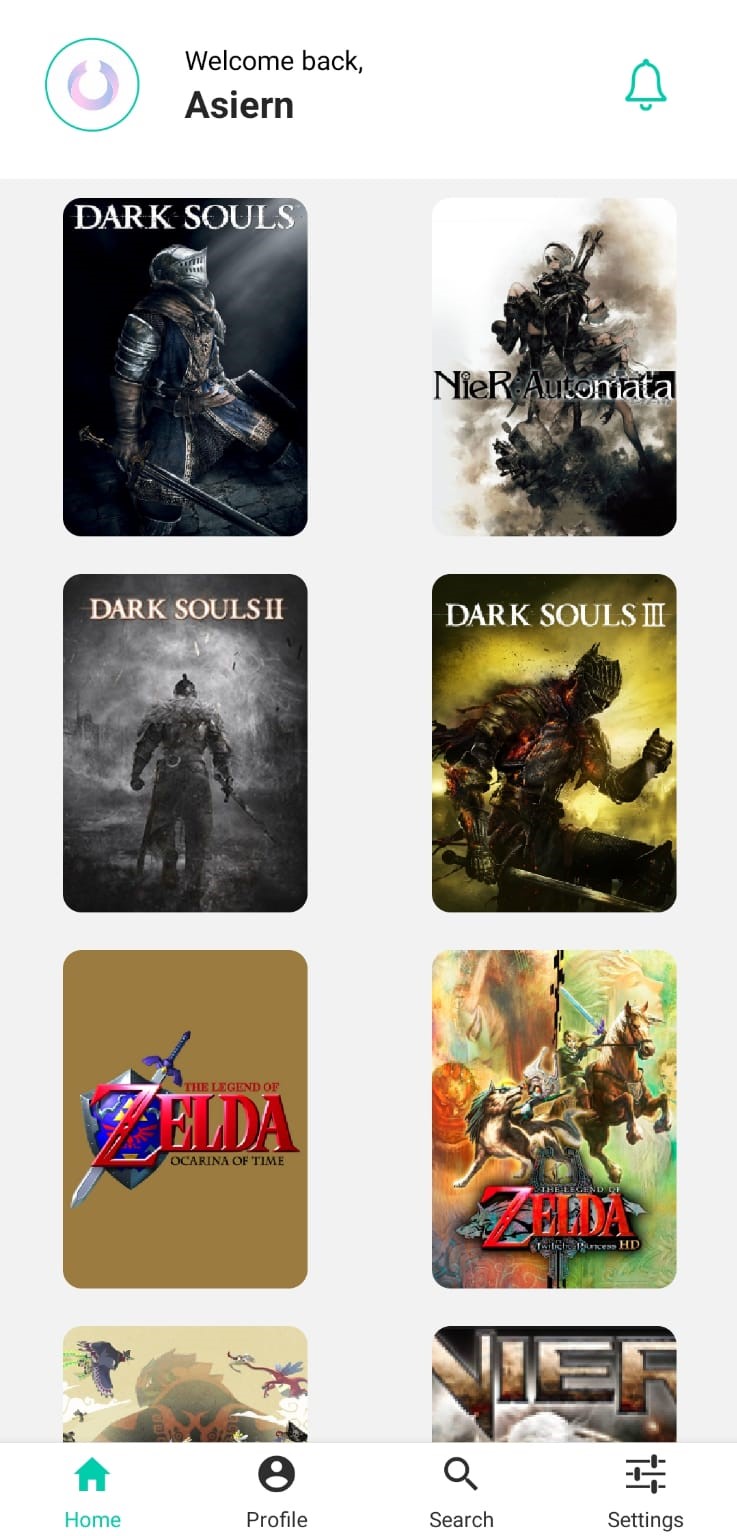 Welcome back,
Asiern
DARK SOULS
NieR:Automata
DARK SOULS II
DARK SOULS III
THE LEGEND OF
ZELDA
OCARINA OF TIME
THE LEGEND OF
ZELDA
Twilight Princess HD
NIER
Home
Profile
Search
Settings